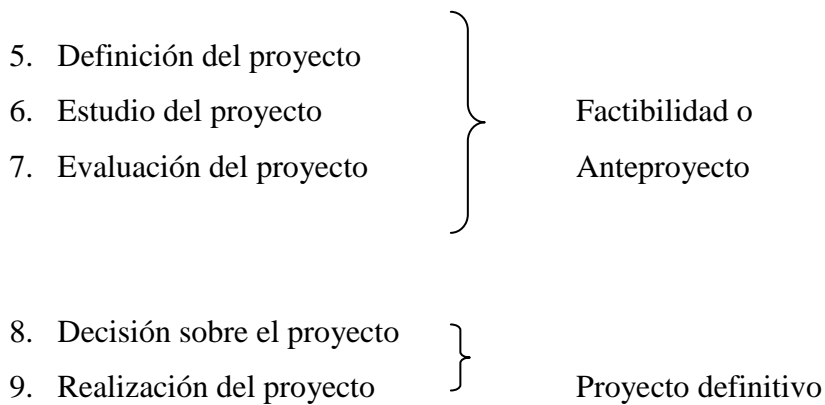 5. Definición del proyecto
6. Estudio del proyecto Factibilidad o
7. Evaluación del proyecto Anteproyecto
8. Decisión sobre el proyecto
9. Realización del proyecto Proyecto definitivo